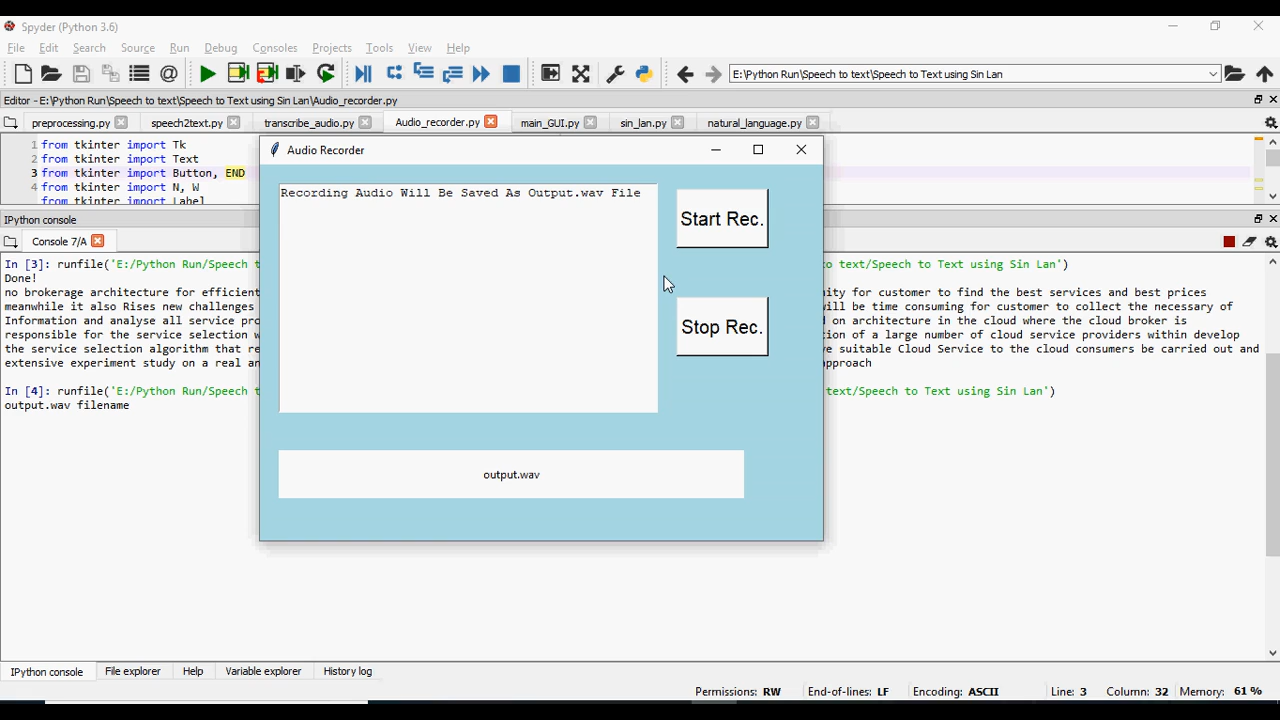 Spyder (Python 3.6)
File Edit Search Source Run Debug Consoles Projects Tools View Help
E:\Python Run\Speech to text\Speech to Text using Sin Lan
Editor - E:\Python Run\Speech to text\Speech to Text using Sin Lan\Audio_recorder.py
preprocessing.py speech2text.py transcribe_audio.py Audio_recorder.py main_GUI.py sin_lan.py natural_language.py
1 from tkinter import Tk
2 from tkinter import Text
3 from tkinter import Button, END
4 from tkinter import N, W
from tkinter import Label
Audio Recorder
Recording Audio Will Be Saved As Output.wav File
Start Rec.
Stop Rec.
output.wav
IPython console
Console 7/A
In [3]: runfile('E:/Python Run/Speech t o text/Speech to Text using Sin Lan')
Done!
no brokerage architecture for efficient ity for customer to find the best services and best prices
meanwhile it also Rises new challenges will be time consuming for customer to collect the necessary of
Information and analyse all service pro d on architecture in the cloud where the cloud broker is
responsible for the service selection w tion of a large number of cloud service providers within develop
the service selection algorithm that re ve suitable Cloud Service to the cloud consumers be carried out and
extensive experiment study on a real an pproach
In [4]: runfile('E:/Python Run/Speech t text/Speech to Text using Sin Lan')
output.wav filename
IPython console File explorer Help Variable explorer History log
Permissions: RW End-of-lines: LF Encoding: ASCII Line: 3 Column: 32 Memory: 61 %